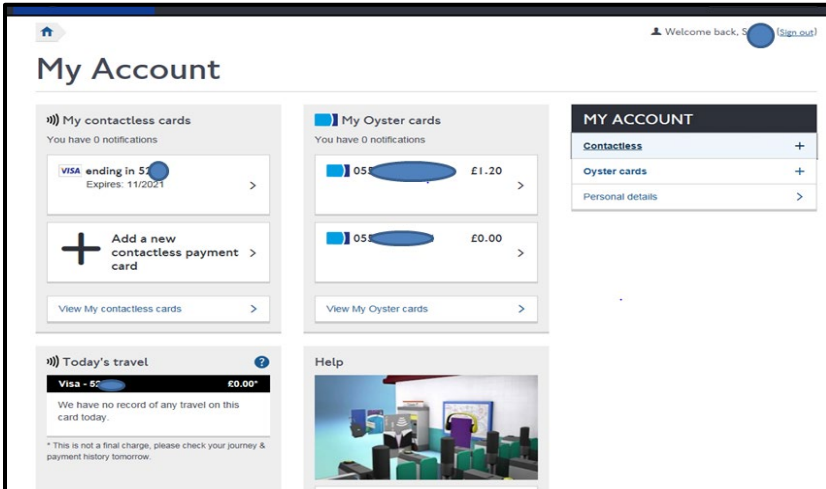 Welcome back, S (Sign out)
My Account
My contactless cards
You have 0 notifications
VISA ending in 52
Expires: 11/2021
Add a new
contactless payment
card
View My contactless cards
My Oyster cards
You have 0 notifications
055 £1.20
055 £0.00
View My Oyster cards
MY ACCOUNT
Contactless
Oyster cards
Personal details
Today's travel
Visa - 52 £0.00*
We have no record of any travel on this
card today.
* This is not a final charge, please check your journey &
payment history tomorrow.
Help